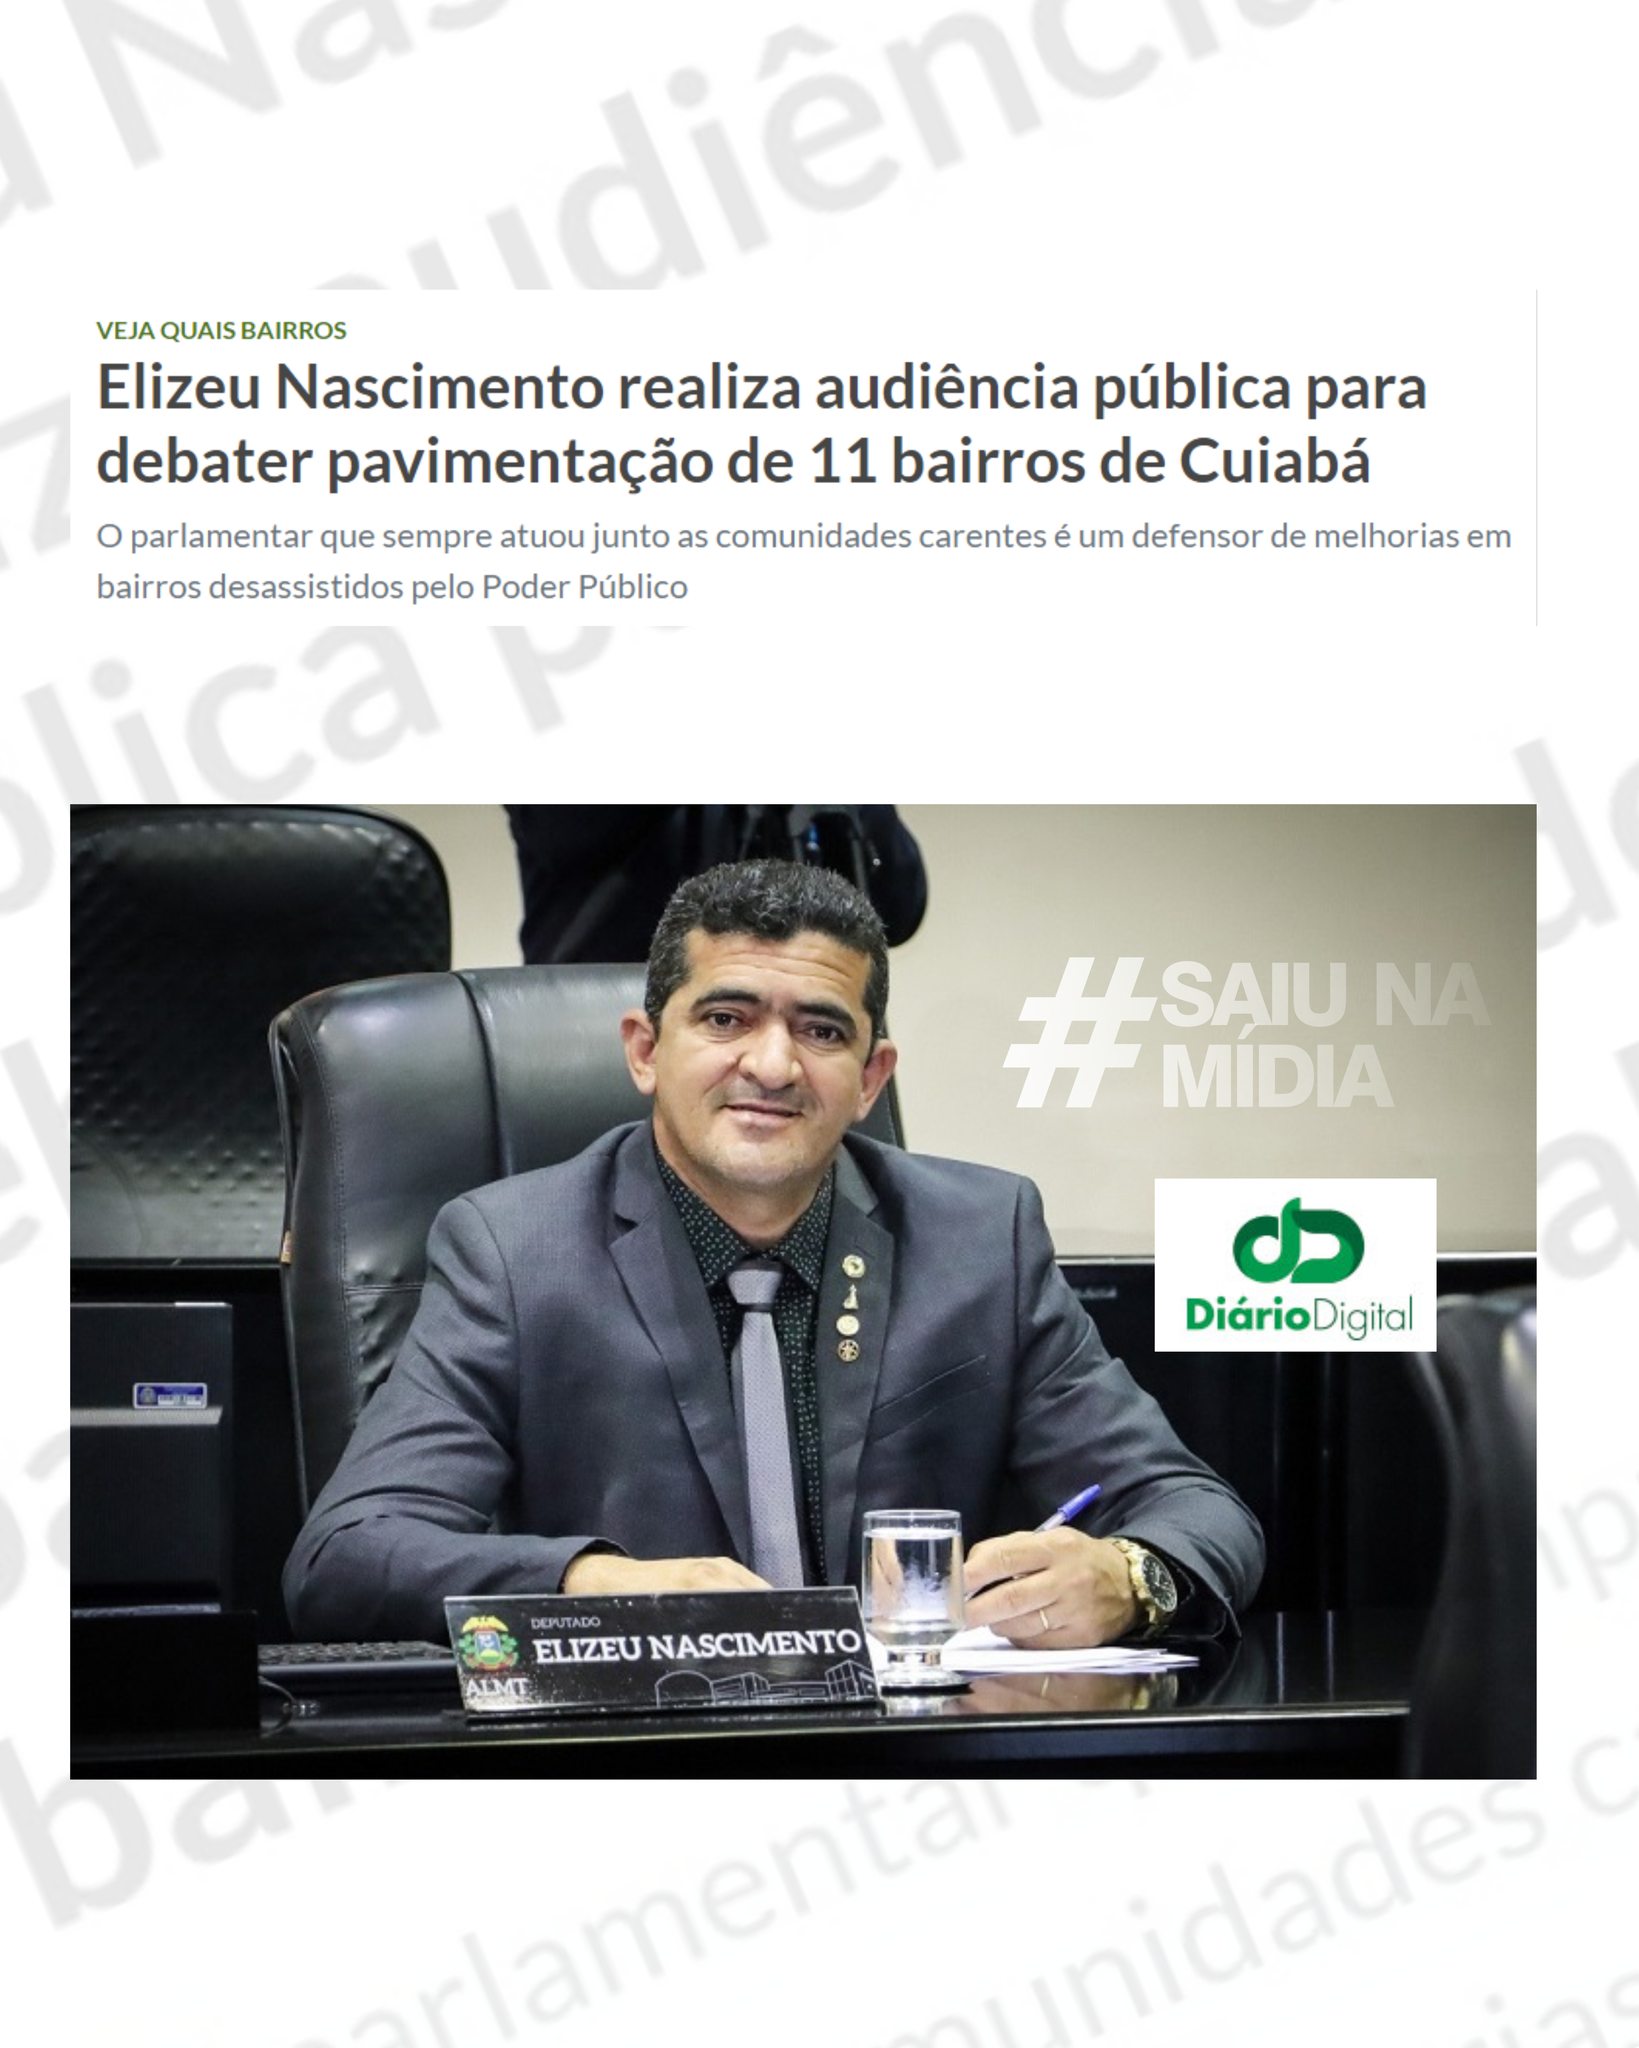 VEJA QUAIS BAIRROS
Elizeu Nascimento realiza audiência pública para
debater pavimentação de 11 bairros de Cuiabá
O parlamentar que sempre atuou junto as comunidades carentes é um defensor de melhorias em
bairros desassistidos pelo Poder Público
#SAIU NA
MÍDIA
DiárioDigital
DEPUTADO
ELIZEU NASCIMENTO
ALMT